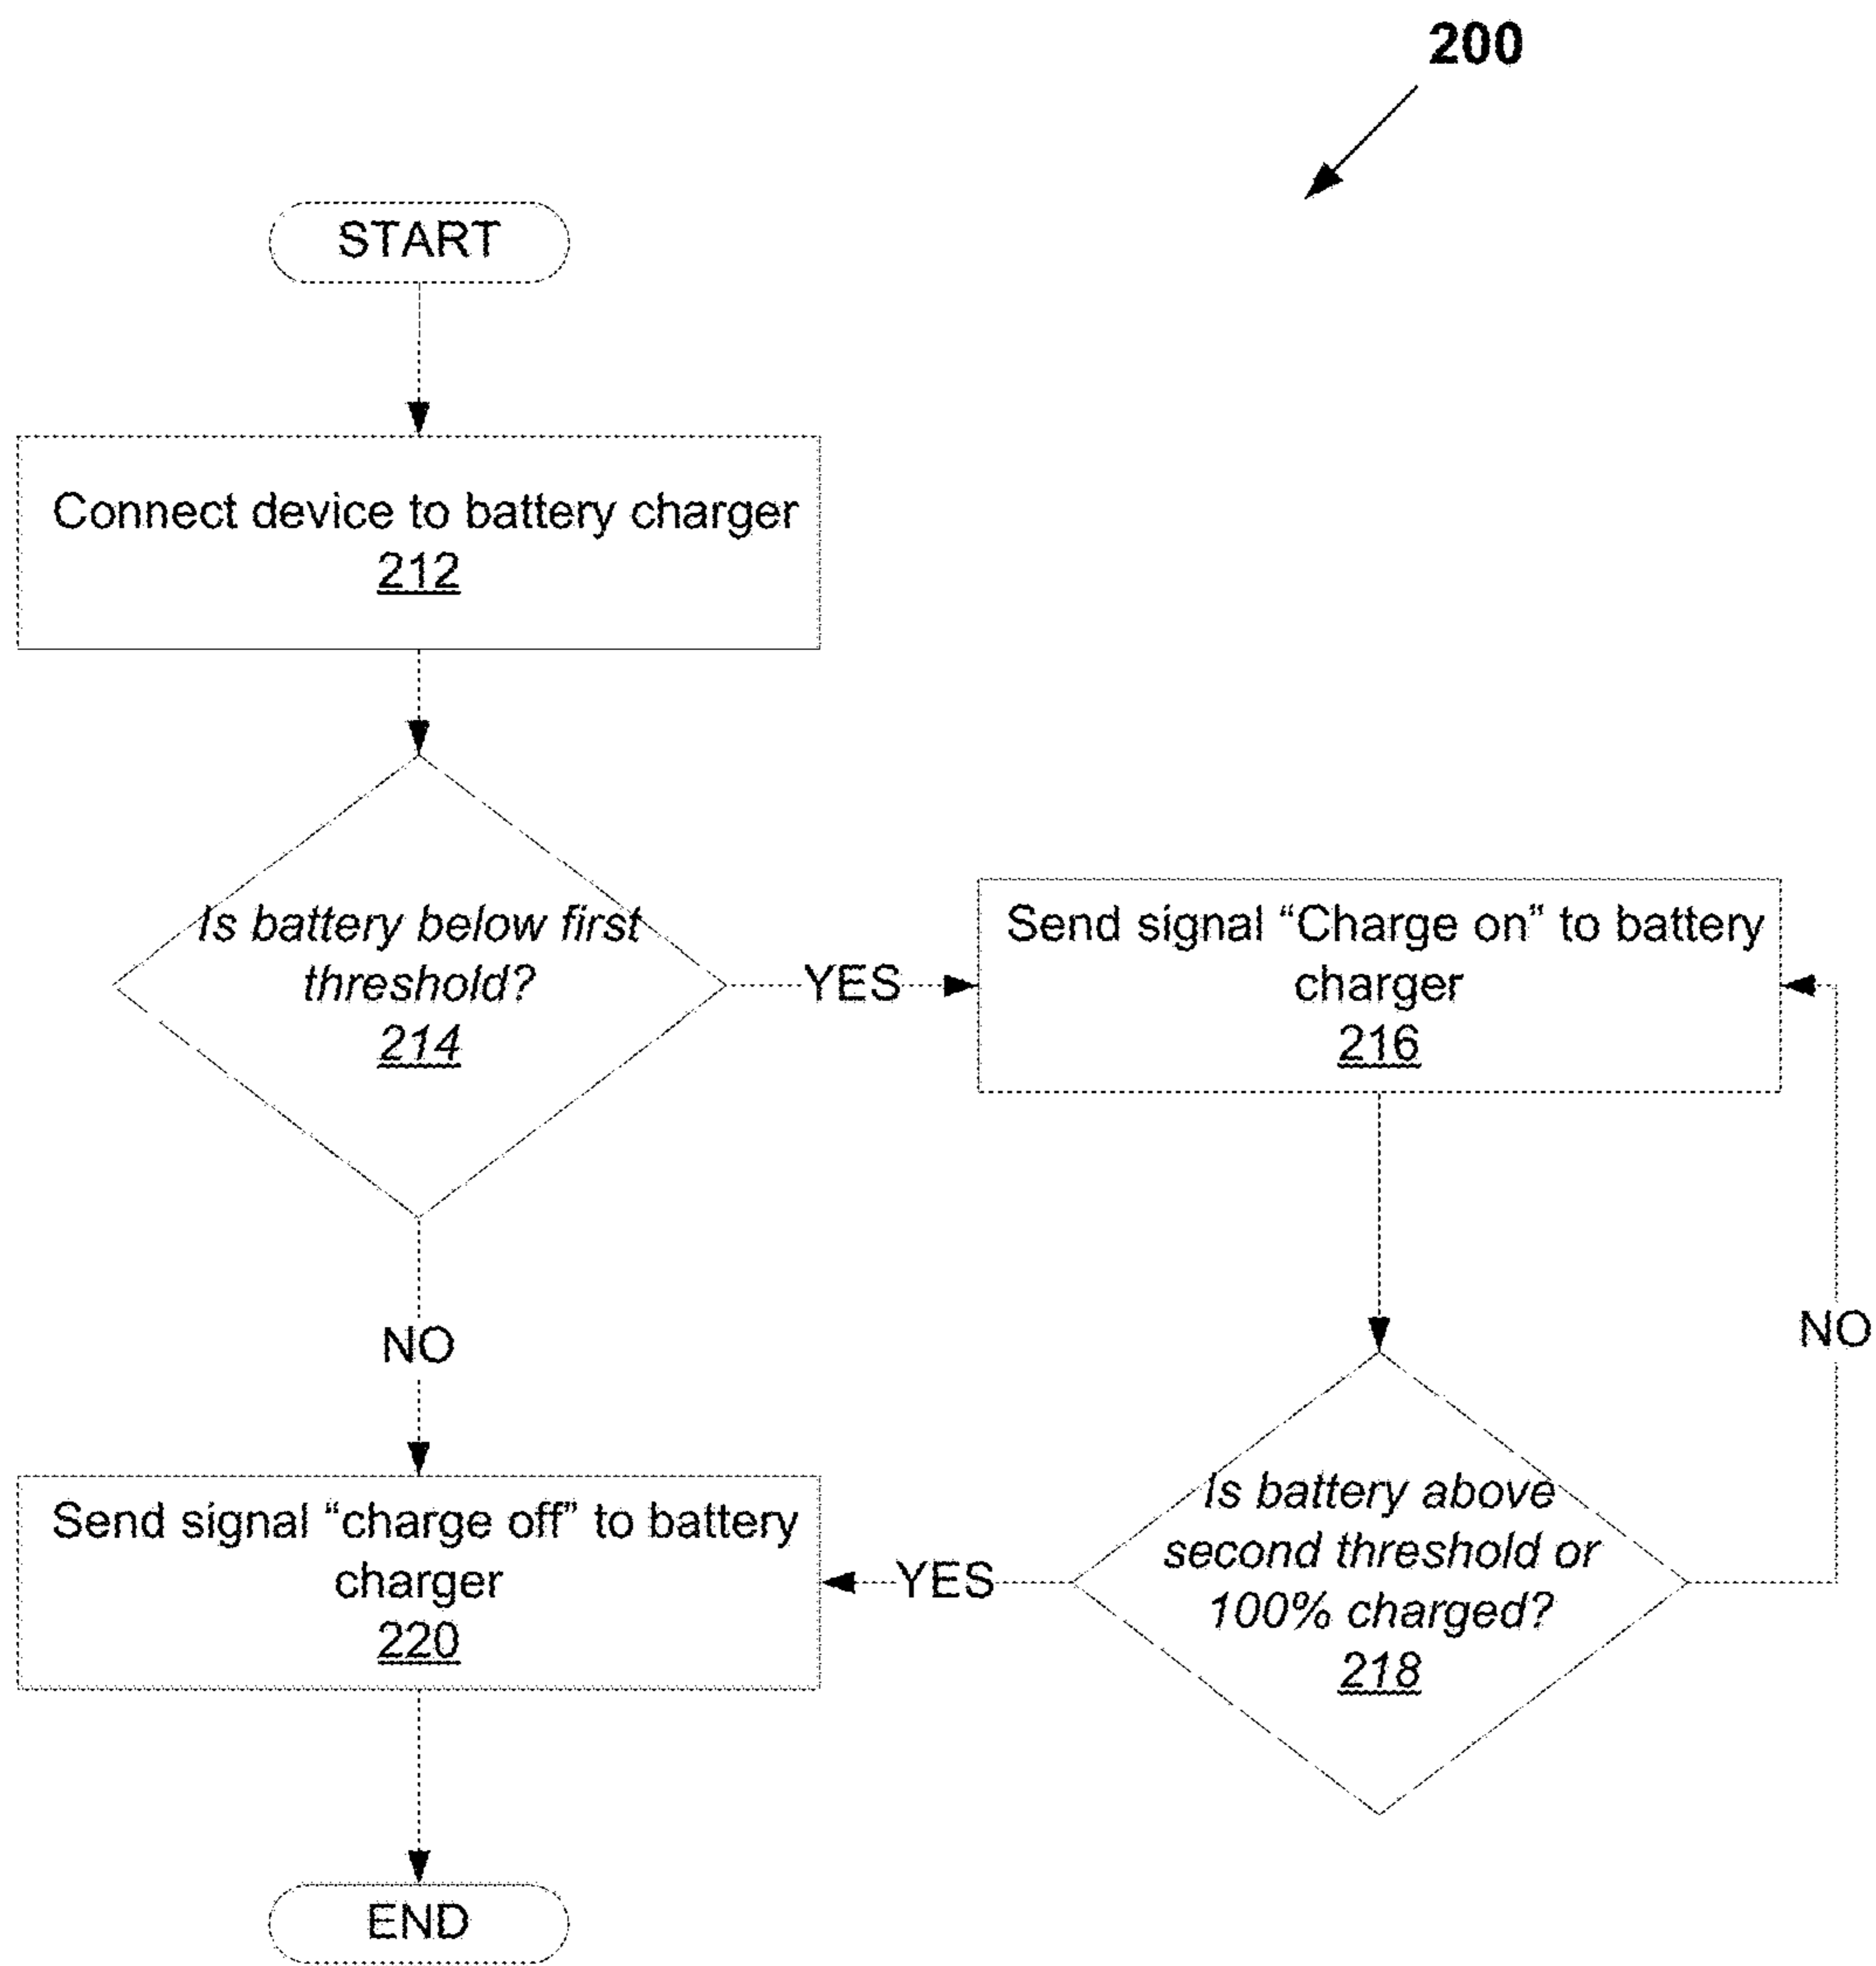 200
START
Connect device to battery charger
212
Is battery below first
threshold?
214
YES
Send signal “Charge on” to battery
charger
216
NO
NO
Is battery above
second threshold or
100% charged?
218
YES
Send signal “charge off” to battery
charger
220
END